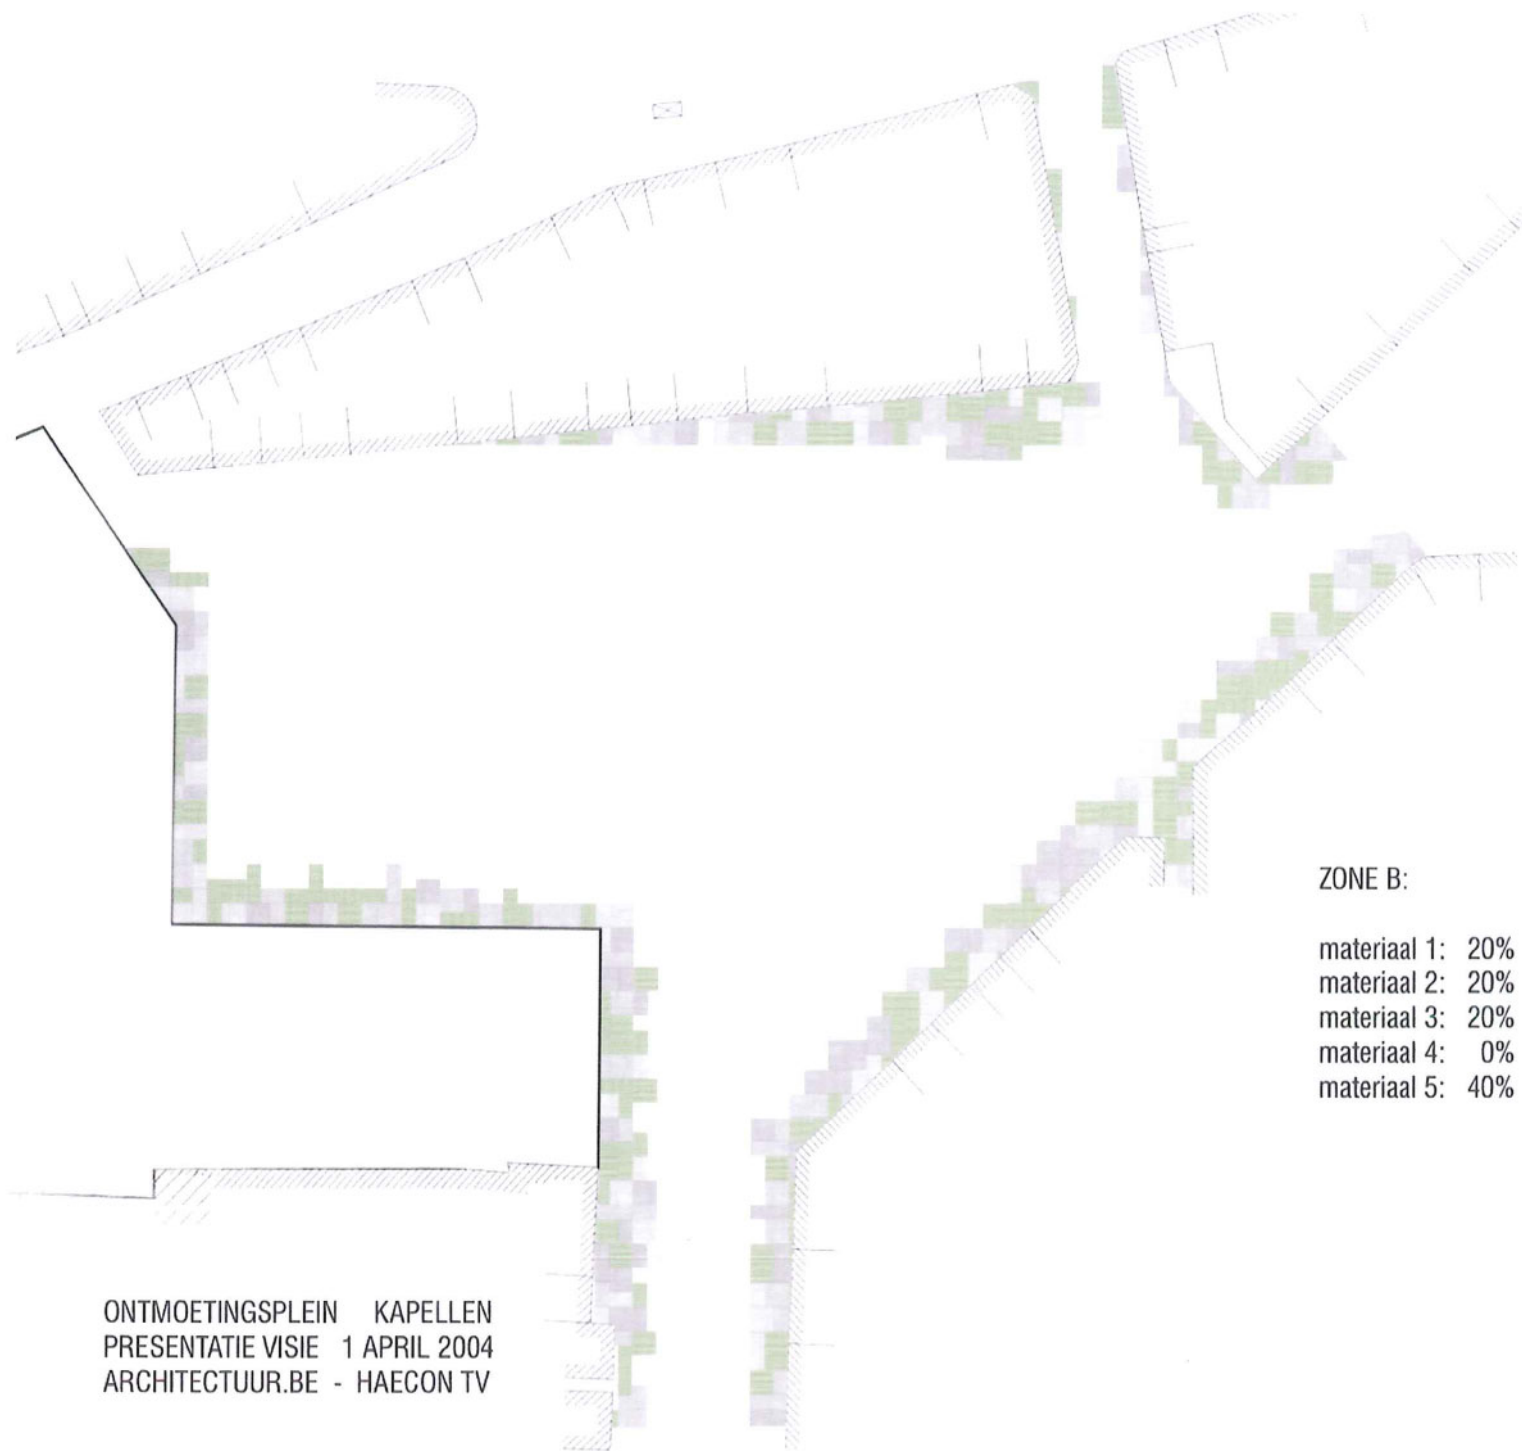 ZONE B:
materiaal 1: 20%
materiaal 2: 20%
materiaal 3: 20%
materiaal 4: 0%
materiaal 5: 40%
ONTMOETINGSPLEIN KAPELLEN
PRESENTATIE VISIE 1 APRIL 2004
ARCHITECTUUR.BE - HAECON TV